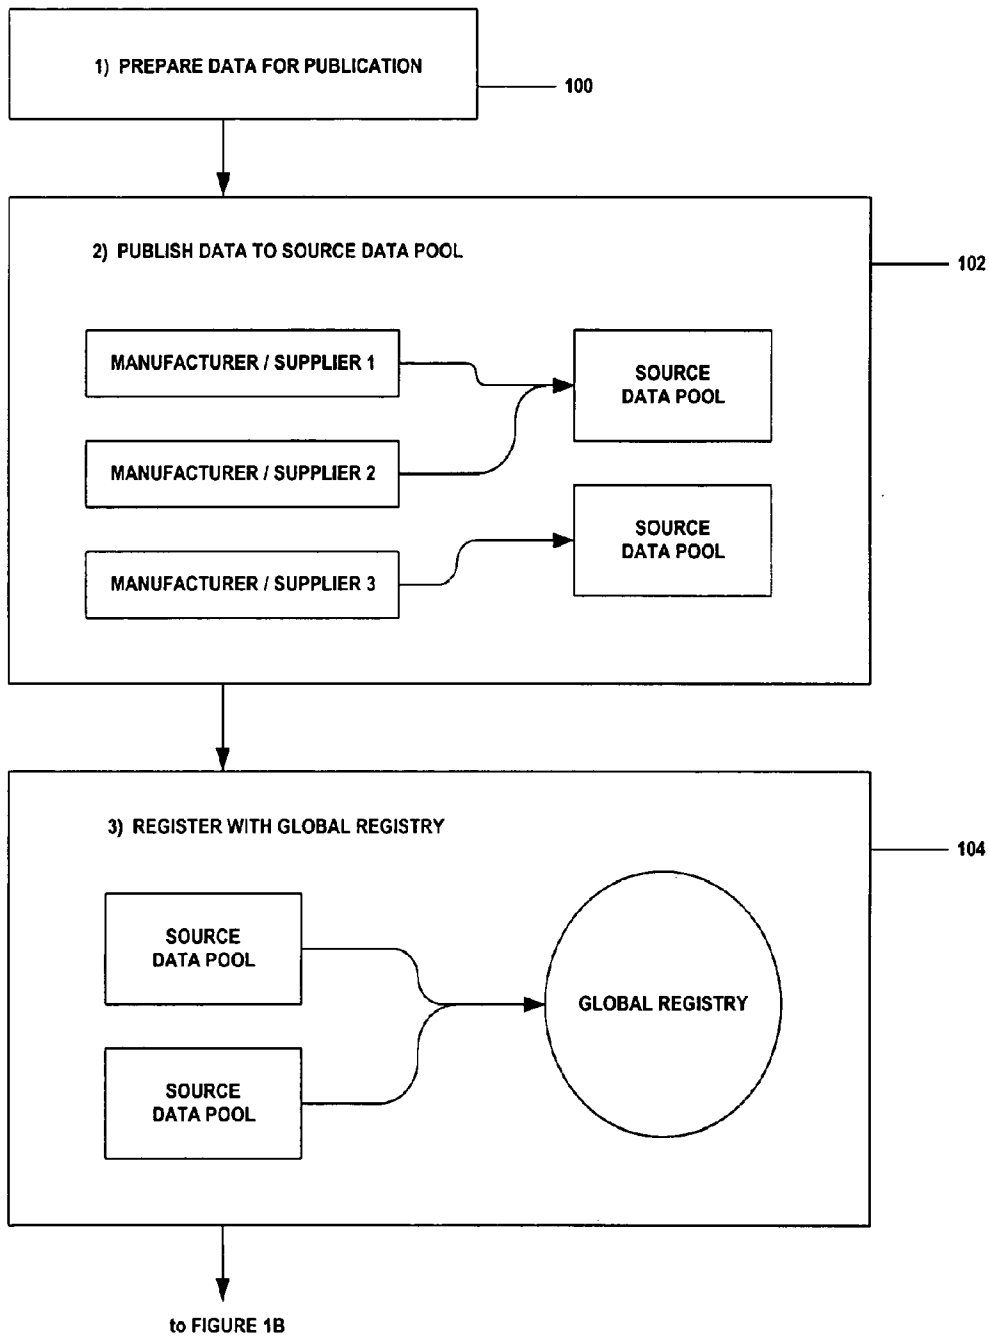 1) PREPARE DATA FOR PUBLICATION
100
2) PUBLISH DATA TO SOURCE DATA POOL
102
MANUFACTURER / SUPPLIER 1
SOURCE
DATA POOL
MANUFACTURER / SUPPLIER 2
SOURCE
DATA POOL
MANUFACTURER / SUPPLIER 3
3) REGISTER WITH GLOBAL REGISTRY
104
SOURCE
DATA POOL
GLOBAL REGISTRY
SOURCE
DATA POOL
to FIGURE 1B